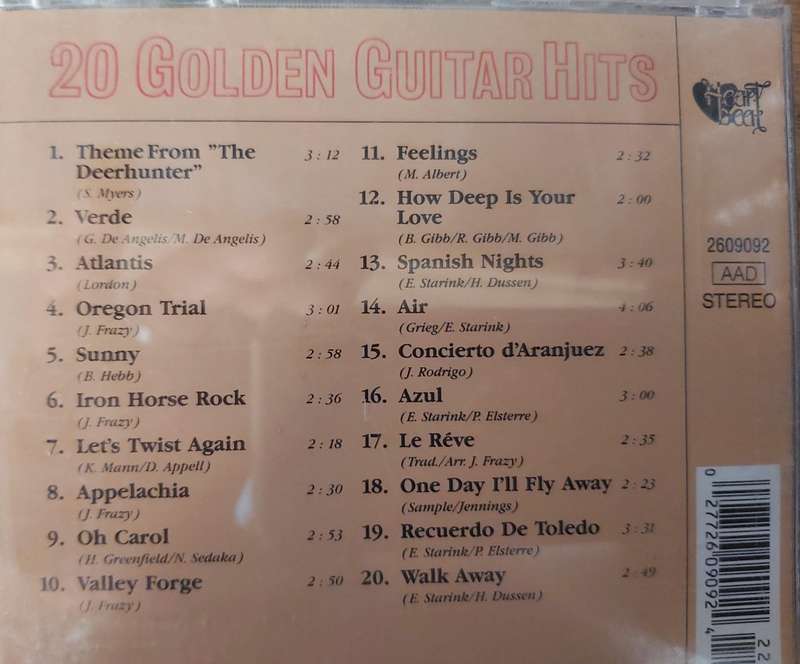 20 GOLDEN GUITAR HITS
1. Theme From "The 3:12
Deerhunter"
(S. Myers)
2. Verde 2:58
(G. De Angelis/M. De Angelis)
3. Atlantis 2:44
(Lordon)
4. Oregon Trial 3:01
(J. Frazy)
5. Sunny 2:58
(B. Hebb)
6. Iron Horse Rock 2:36
(J. Frazy)
7. Let's Twist Again 2:18
(K. Mann/D. Appell)
8. Appelachia 2:30
(J. Frazy)
9. Oh Carol 2:53
(H. Greenfield/N. Sedaka)
10. Valley Forge 2:50
(J. Frazy)
11. Feelings 2:32
(M. Albert)
12. How Deep Is Your 2:00
Love
(B. Gibb/R. Gibb/M. Gibb)
13. Spanish Nights 3:40
(E. Starink/H. Dussen)
14. Air 4:06
(Grieg/E. Starink)
15. Concierto d'Aranjuez 2:38
(J. Rodrigo)
16. Azul 3:00
(E. Starink/P. Elsterre)
17. Le Réve 2:35
(Trad./Arr. J. Frazy)
18. One Day I'll Fly Away 2:23
(Sample/Jennings)
19. Recuerdo De Toledo 3:31
(E. Starink/P. Elsterre)
20. Walk Away 2:49
(E. Starink/H. Dussen)
HEART
BEAT
2609092
AAD
STEREO
0 27726 09092 4
22